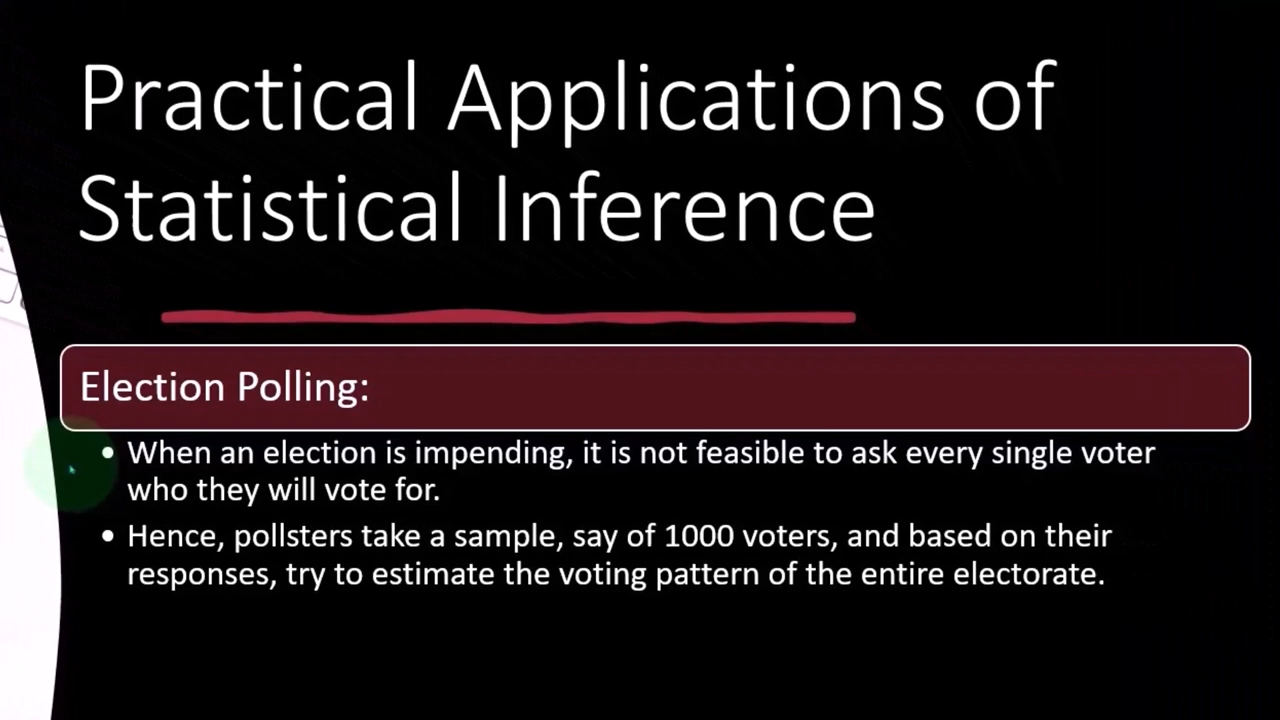 Practical Applications of
Statistical Inference
Election Polling:
• When an election is impending, it is not feasible to ask every single voter
who they will vote for.
• Hence, pollsters take a sample, say of 1000 voters, and based on their
responses, try to estimate the voting pattern of the entire electorate.